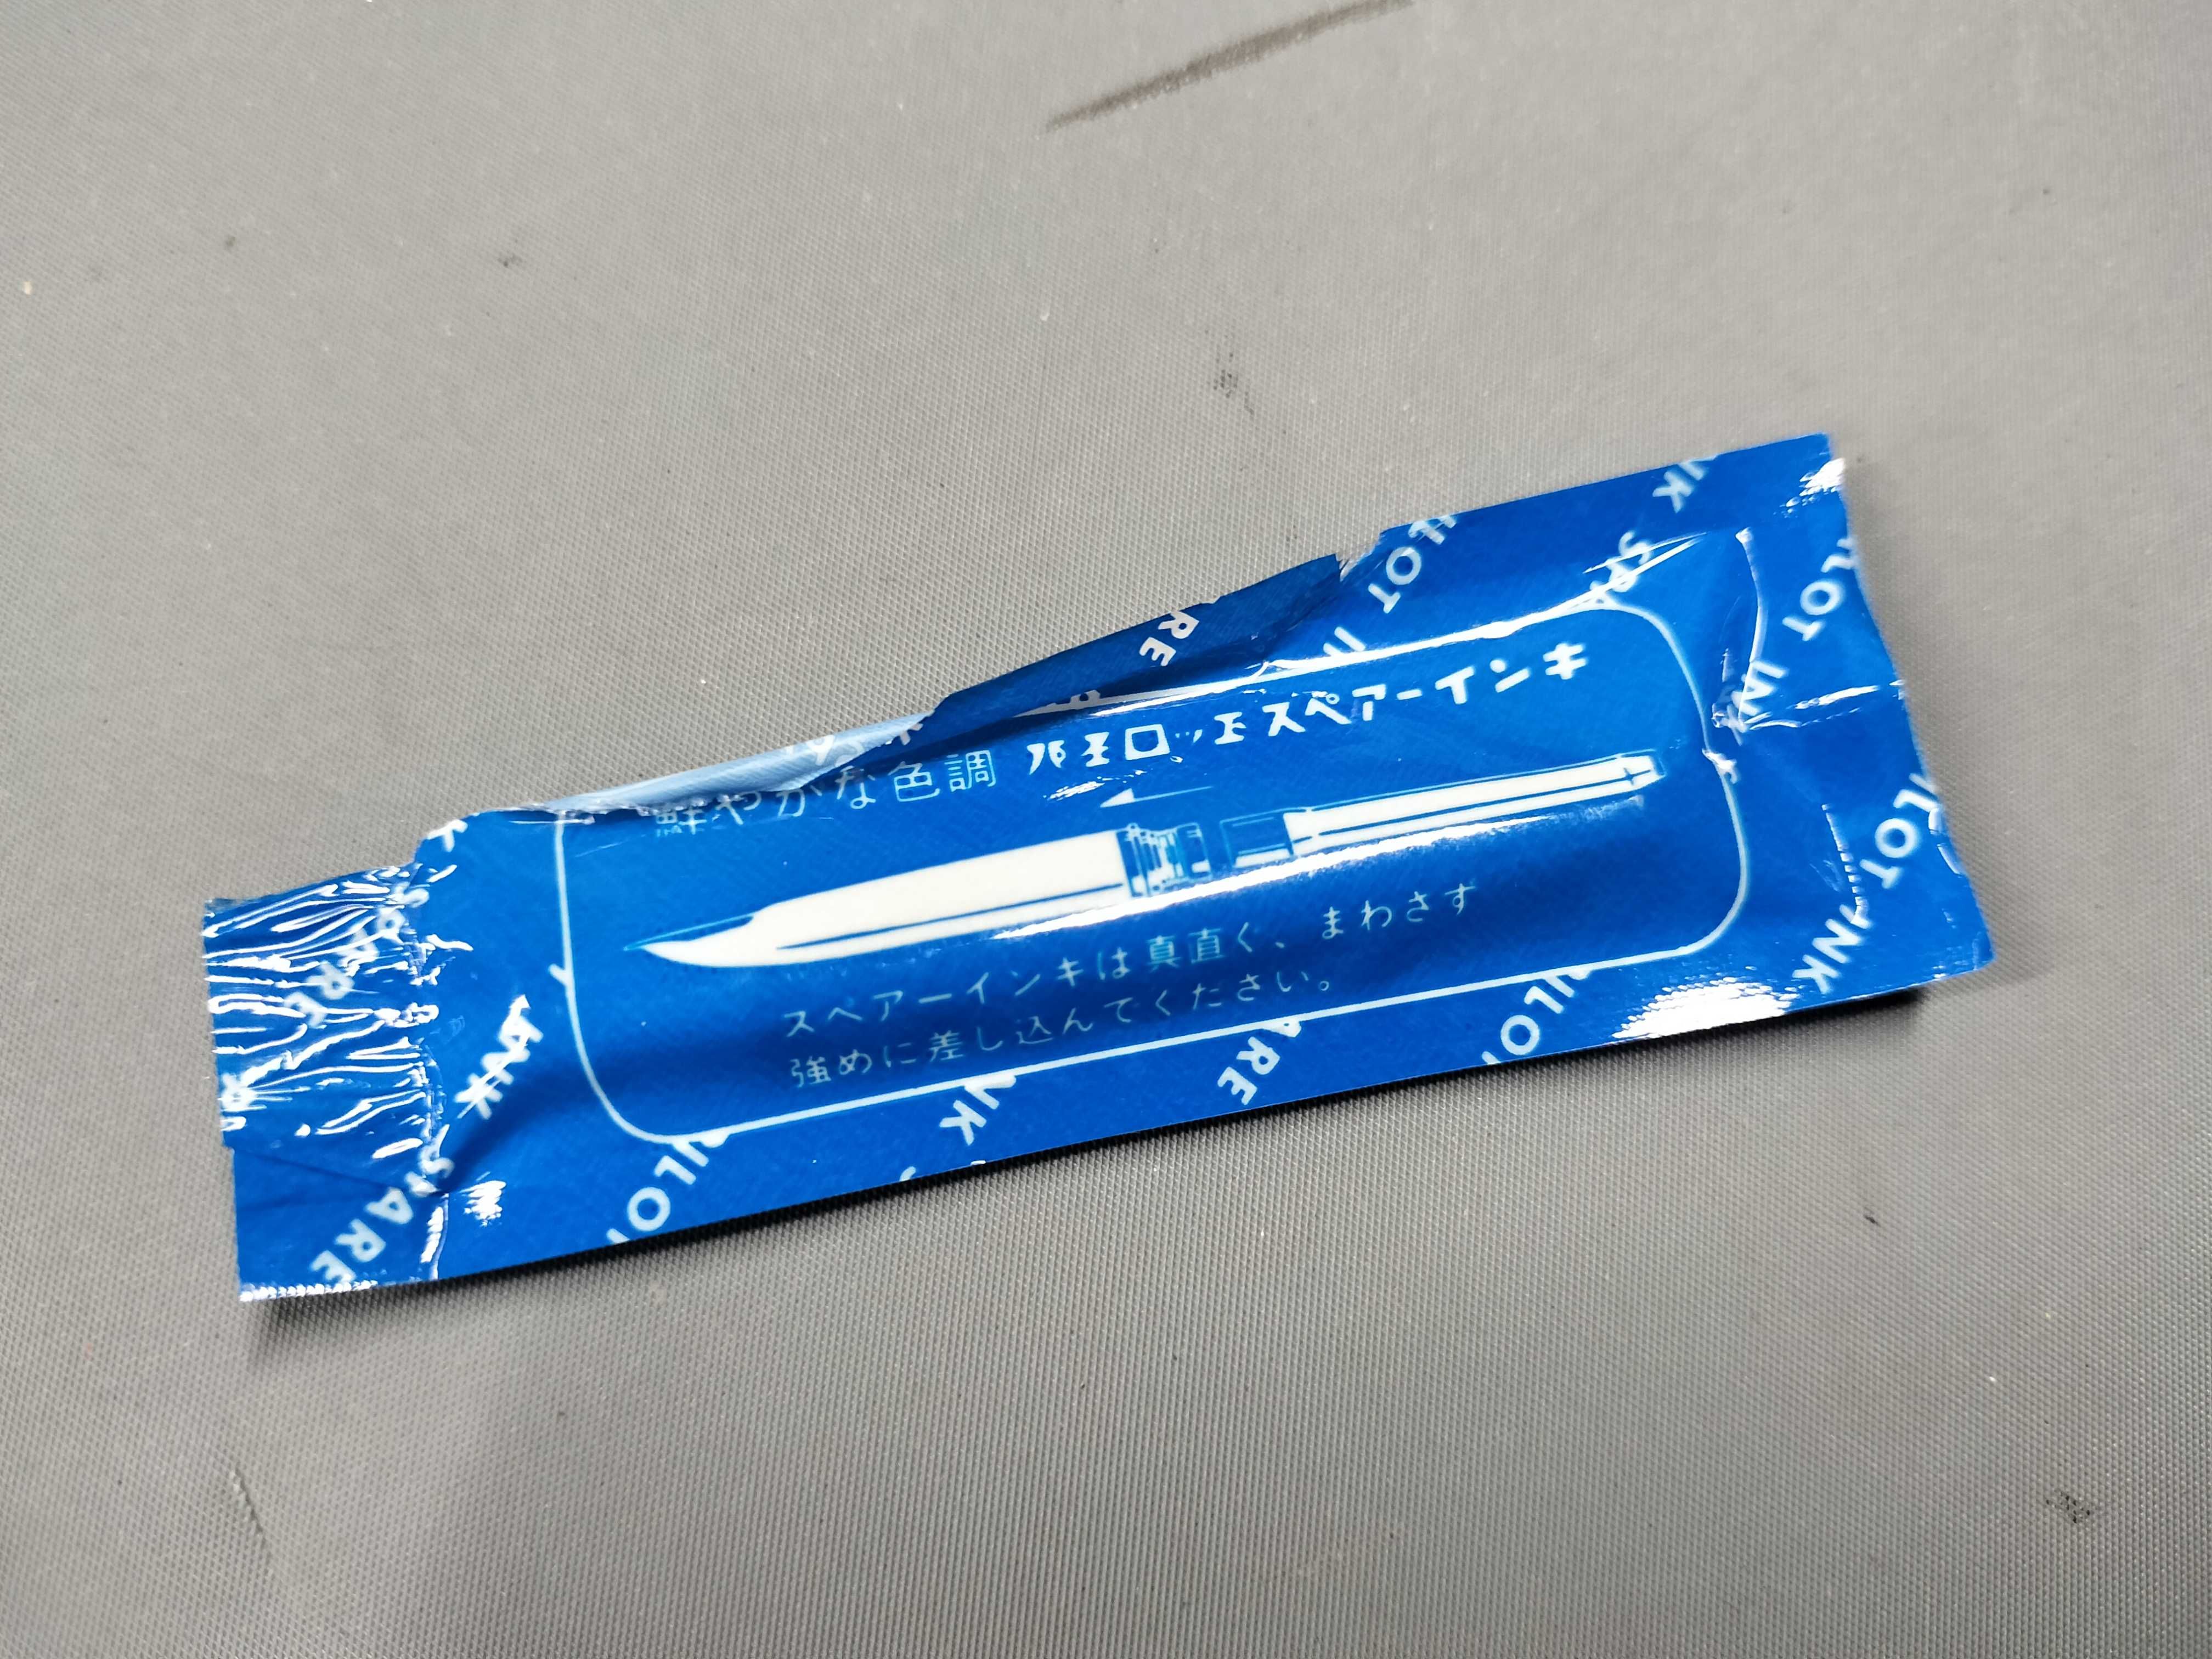 鮮やかな色調 パイロットスペアーインキ
スペアーインキは真直く、まわさす
強めに差し込んでください。
PILOT
SPARE
INK